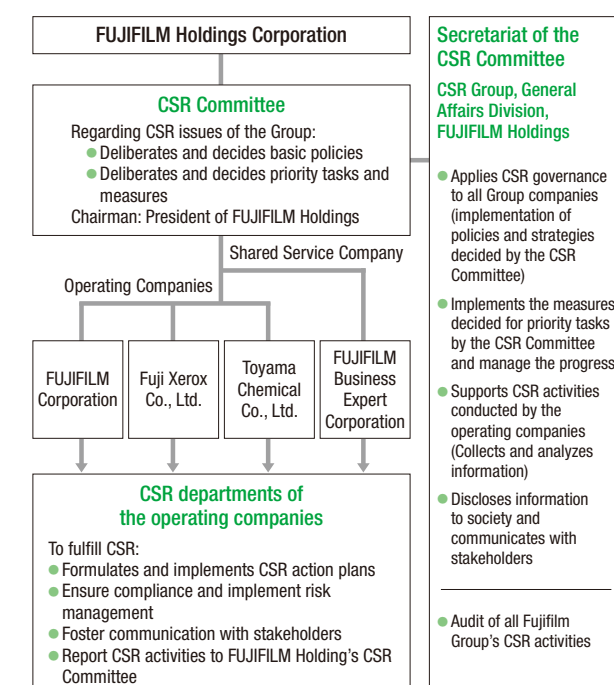 FUJIFILM Holdings Corporation
CSR Committee
Regarding CSR issues of the Group:
● Deliberates and decides basic policies
● Deliberates and decides priority tasks and
measures
Chairman: President of FUJIFILM Holdings
Shared Service Company
Operating Companies
FUJIFILM
Corporation
Fuji Xerox
Co., Ltd.
Toyama
Chemical
Co., Ltd.
FUJIFILM
Business
Expert
Corporation
CSR departments of
the operating companies
To fulfill CSR:
● Formulates and implements CSR action plans
● Ensure compliance and implement risk
management
● Foster communication with stakeholders
● Report CSR activities to FUJIFILM Holding's CSR
Committee
Secretariat of the
CSR Committee
CSR Group, General
Affairs Division,
FUJIFILM Holdings
● Applies CSR governance
to all Group companies
(implementation of
policies and strategies
decided by the CSR
Committee)
● Implements the measures
decided for priority tasks
by the CSR Committee
and manage the progress
● Supports CSR activities
conducted by the
operating companies
(Collects and analyzes
information)
● Discloses information
to society and
communicates with
stakeholders
● Audit of all Fujifilm
Group's CSR activities